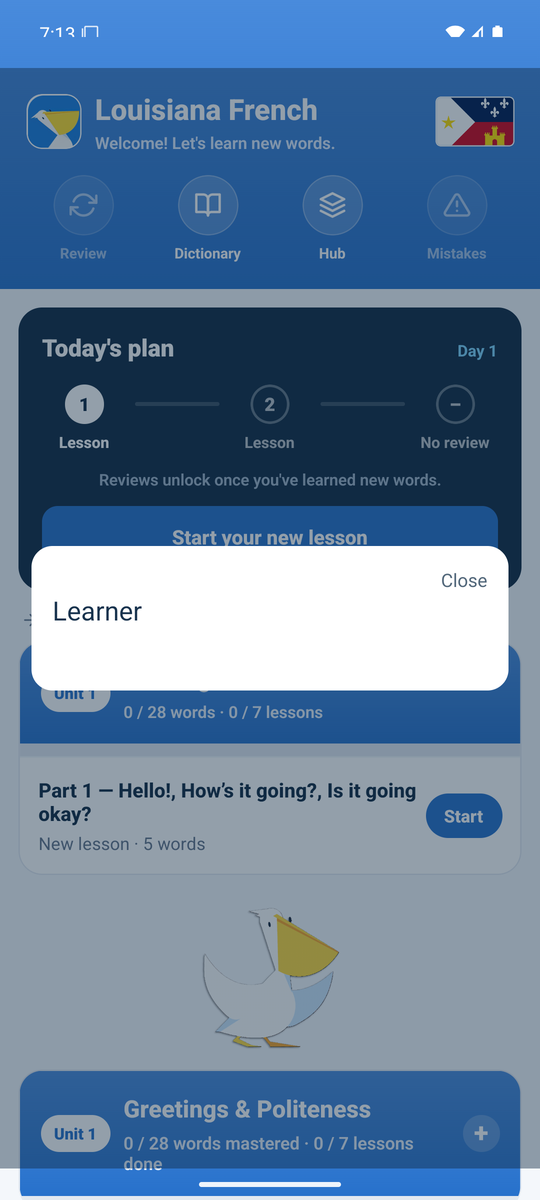 7:13
Louisiana French
Welcome! Let's learn new words.
Review
Dictionary
Hub
Mistakes
Today's plan
Day 1
1
2
–
Lesson
Lesson
No review
Reviews unlock once you've learned new words.
Start your new lesson
Close
Learner
Unit 1
0 / 28 words · 0 / 7 lessons
Part 1 — Hello!, How’s it going?, Is it going
okay?
New lesson · 5 words
Start
Greetings & Politeness
Unit 1
0 / 28 words mastered · 0 / 7 lessons
done